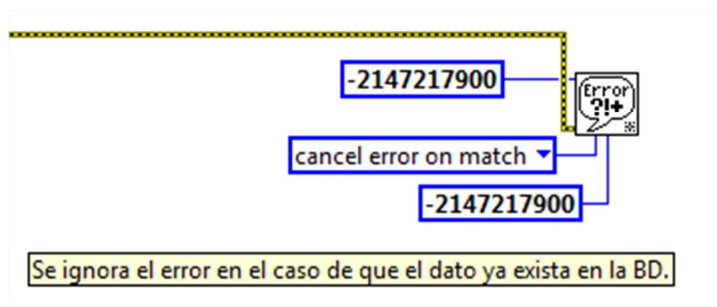 -2147217900
Error
?!+
cancel error on match
-2147217900
Se ignora el error en el caso de que el dato ya exista en la BD.